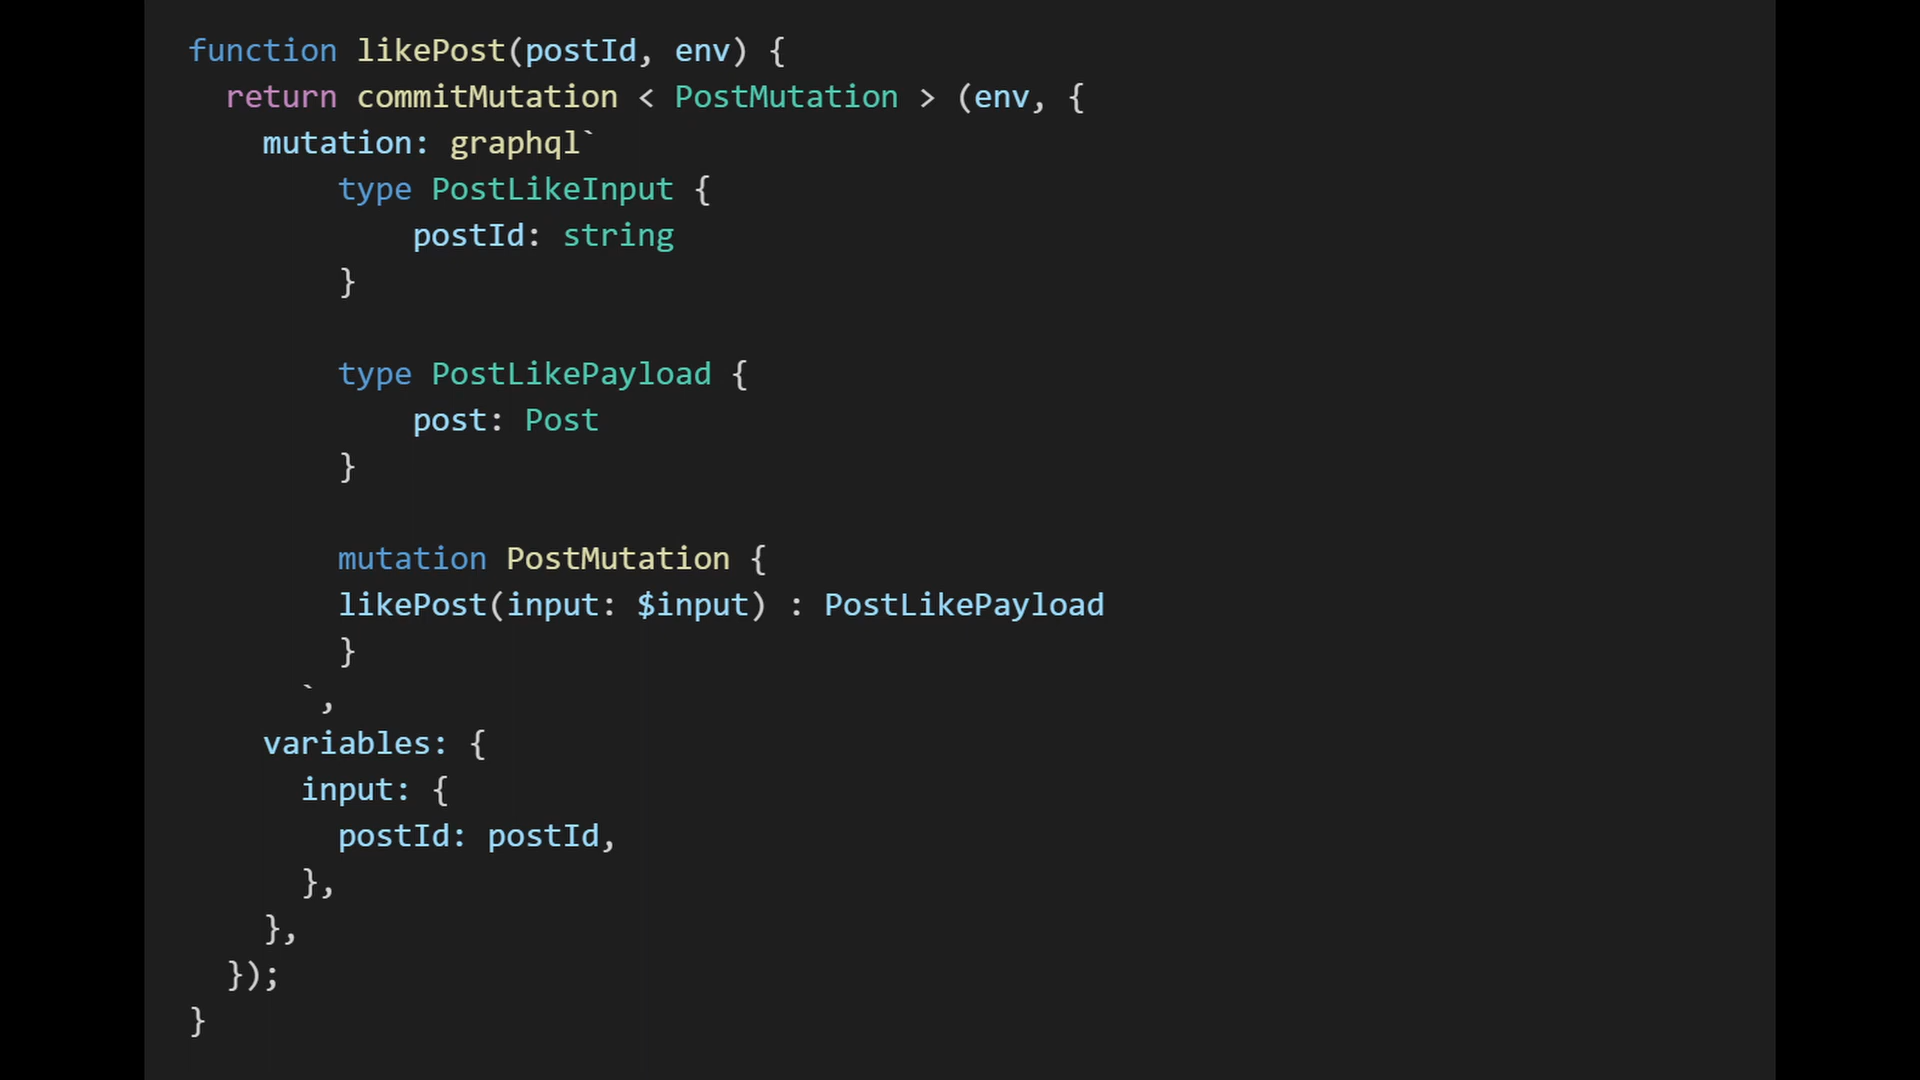 function likePost(postId, env) {
  return commitMutation < PostMutation > (env, {
    mutation: graphql`
        type PostLikeInput {
            postId: string
        }

        type PostLikePayload {
            post: Post
        }

        mutation PostMutation {
        likePost(input: $input) : PostLikePayload
        }
      `,
    variables: {
      input: {
        postId: postId,
      },
    },
  });
}